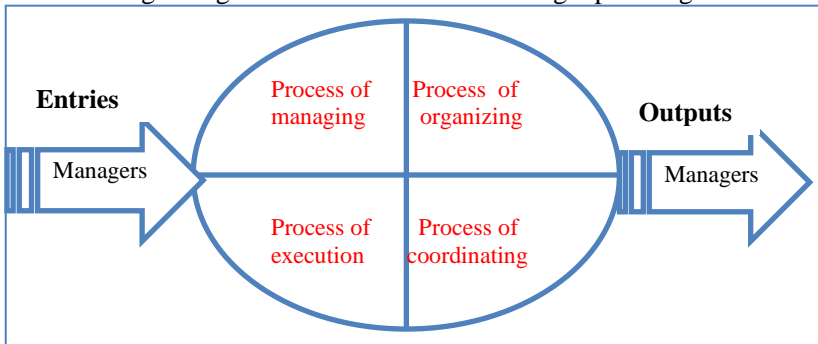 Entries
Managers
Process of
managing
Process of
organizing
Process of
execution
Process of
coordinating
Outputs
Managers